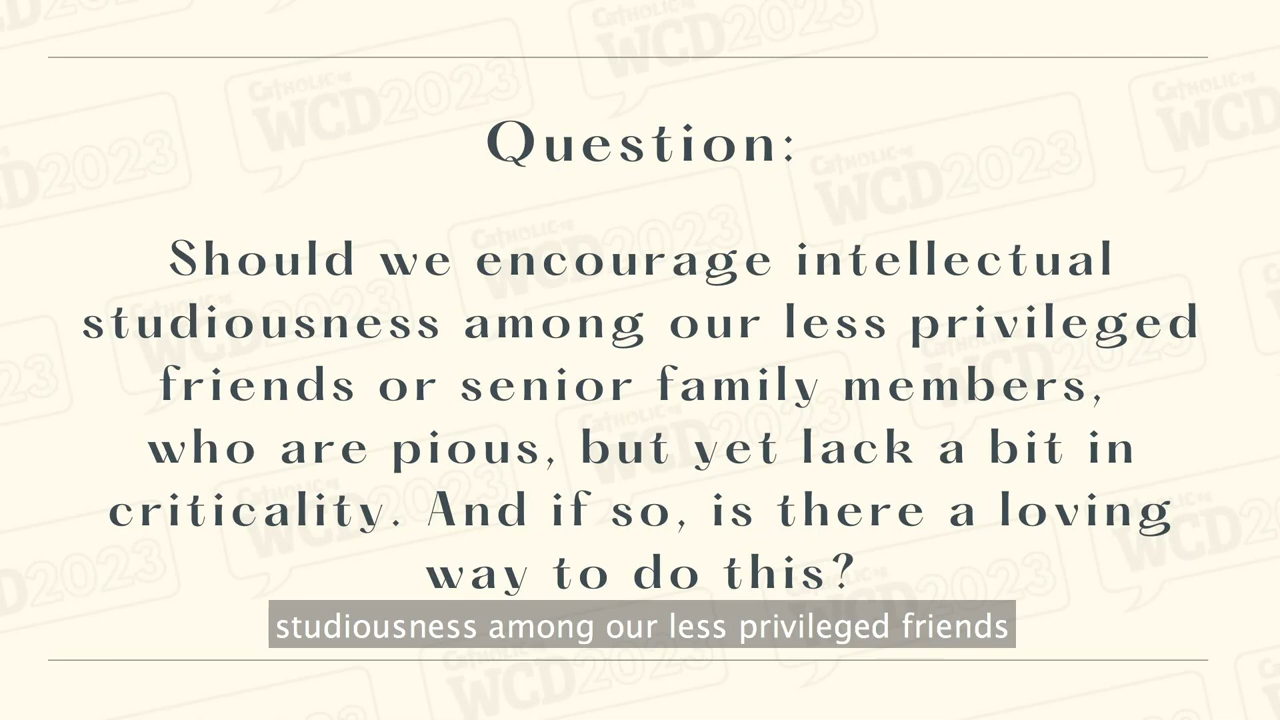 Question:
Should we encourage intellectual
studiousness among our less privileged
friends or senior family members,
who are pious, but yet lack a bit in
criticality. And if so, is there a loving
way to do this?
studiousness among our less privileged friends
CatHOLIC
WCD2023